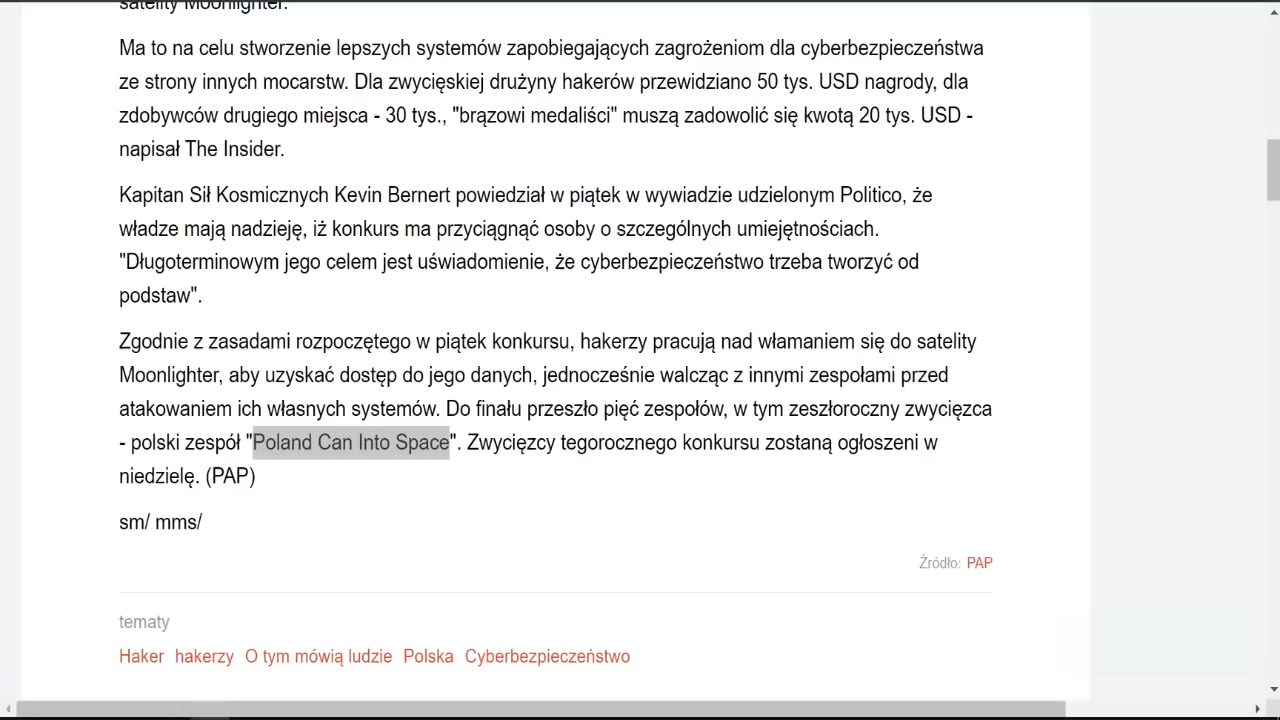 satelity Moonlighter.
Ma to na celu stworzenie lepszych systemów zapobiegających zagrożeniom dla cyberbezpieczeństwa
ze strony innych mocarstw. Dla zwycięskiej drużyny hakerów przewidziano 50 tys. USD nagrody, dla
zdobywców drugiego miejsca - 30 tys., "brązowi medaliści" muszą zadowolić się kwotą 20 tys. USD -
napisał The Insider.
Kapitan Sił Kosmicznych Kevin Bernert powiedział w piątek w wywiadzie udzielonym Politico, że
władze mają nadzieję, iż konkurs ma przyciągnąć osoby o szczególnych umiejętnościach.
"Długoterminowym jego celem jest uświadomienie, że cyberbezpieczeństwo trzeba tworzyć od
podstaw".
Zgodnie z zasadami rozpoczętego w piątek konkursu, hakerzy pracują nad włamaniem się do satelity
Moonlighter, aby uzyskać dostęp do jego danych, jednocześnie walcząc z innymi zespołami przed
atakowaniem ich własnych systemów. Do finału przeszło pięć zespołów, w tym zeszłoroczny zwycięzca
- polski zespół "Poland Can Into Space". Zwycięzcy tegorocznego konkursu zostaną ogłoszeni w
niedzielę. (PAP)
sm/ mms/
Źródło: PAP
tematy
Haker hakerzy O tym mówią ludzie Polska Cyberbezpieczeństwo